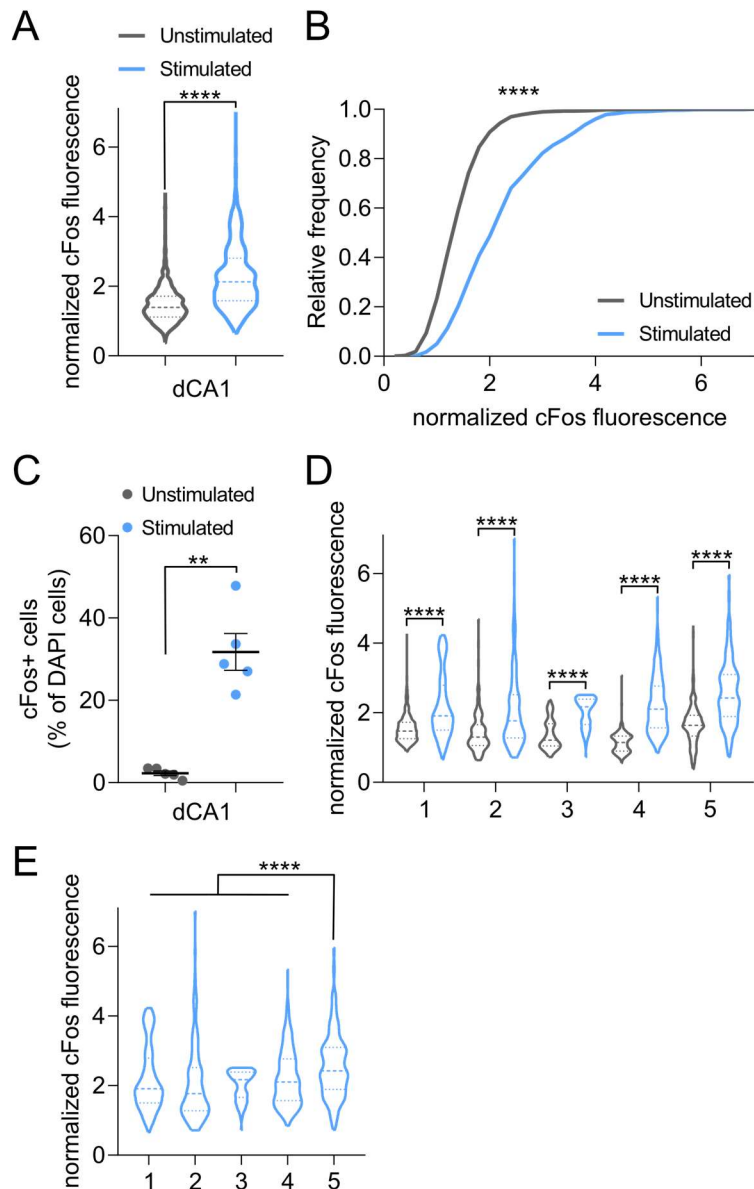 A
Unstimulated
Stimulated
normalized cFos fluorescence
****
6
4
2
0
dCA1
B
****
Relative frequency
1.0
0.8
0.6
0.4
0.2
0.0
Unstimulated
Stimulated
0 2 4 6
normalized cFos fluorescence
C
Unstimulated
Stimulated
cFos+ cells
(% of DAPI cells)
60
40
20
0
**
dCA1
D
normalized cFos fluorescence
6
4
2
0
**** **** **** **** ****
1 2 3 4 5
E
normalized cFos fluorescence
****
6
4
2
0
1 2 3 4 5